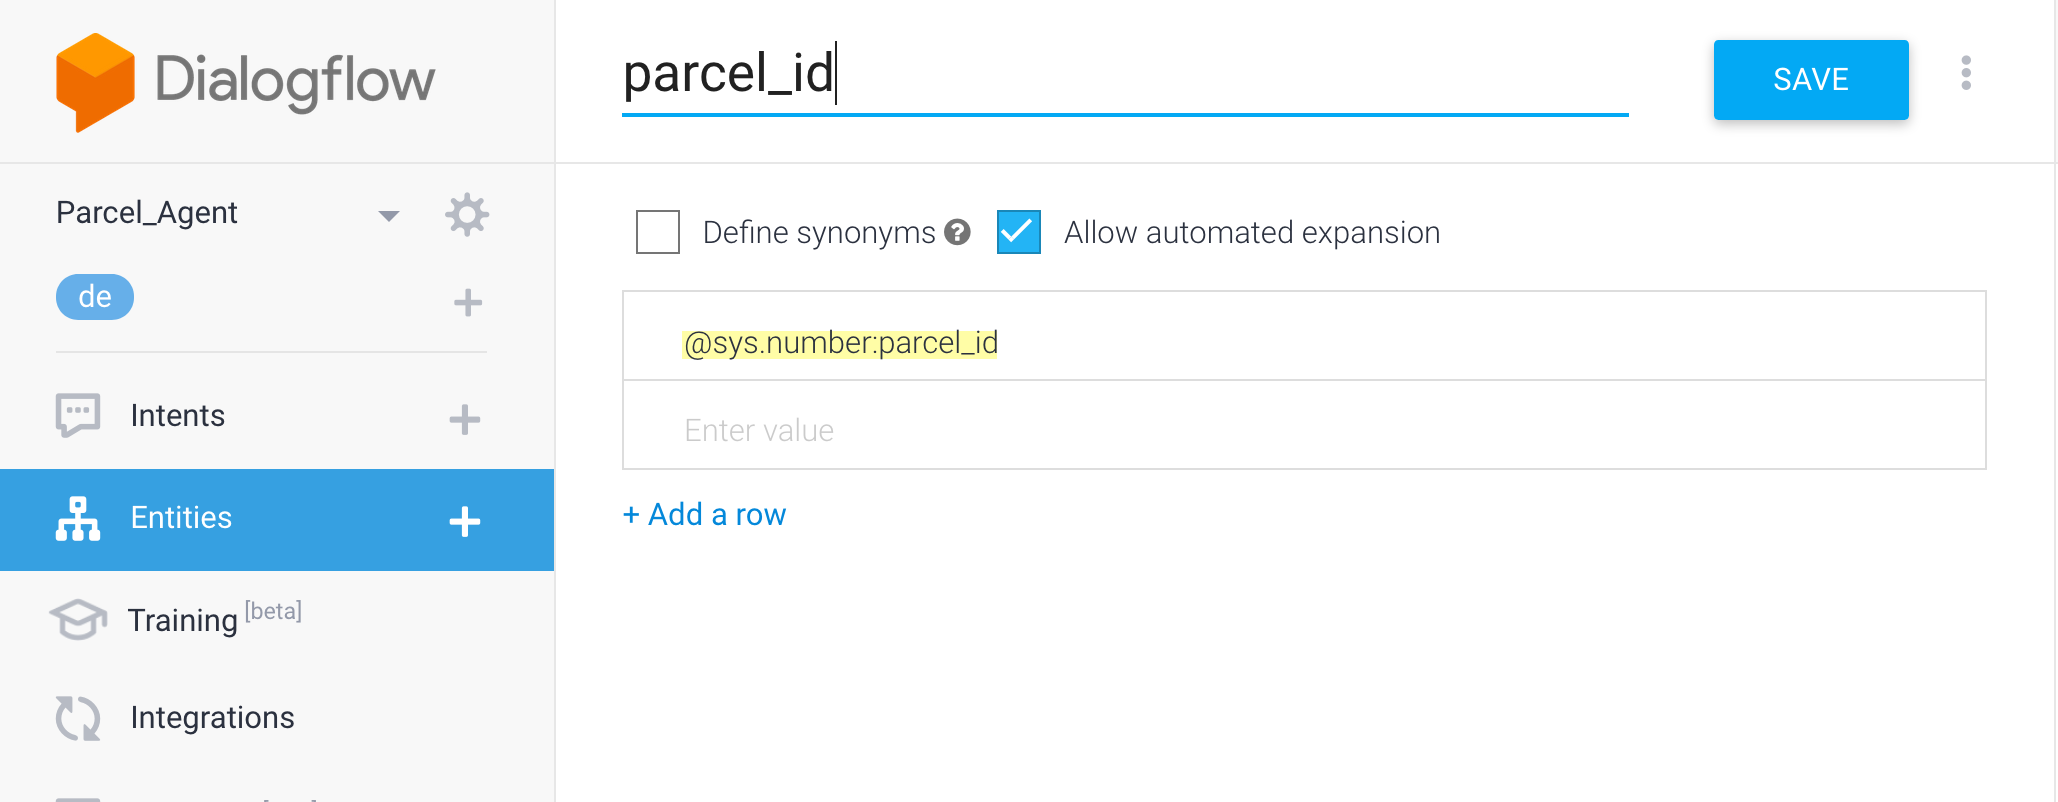 Dialogflow
parcel_id
SAVE
Parcel_Agent
de
Define synonyms ?
Allow automated expansion
@sys.number:parcel_id
Enter value
+ Add a row
Intents
Entities
Training [beta]
Integrations